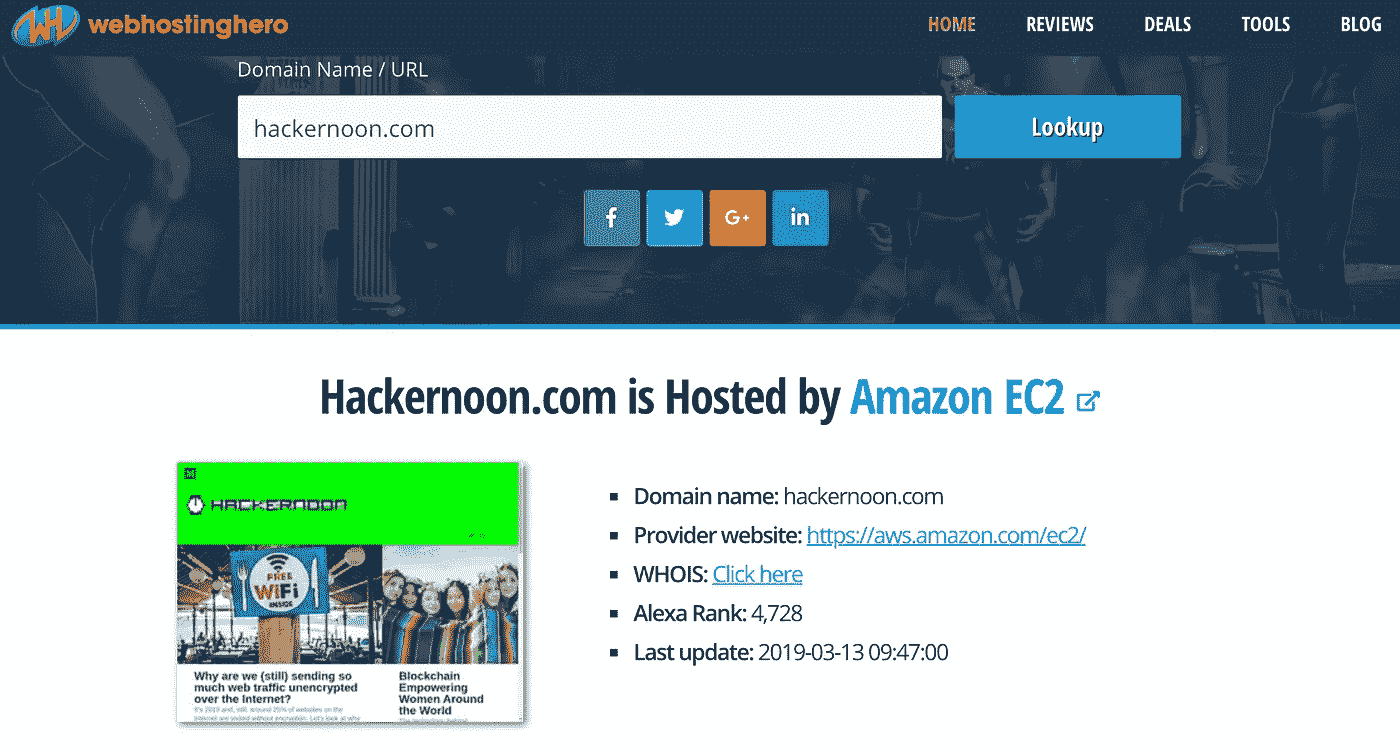 webhostinghero
HOME REVIEWS DEALS TOOLS BLOG
Domain Name / URL
hackernoon.com
Lookup
f
G+
in
Hackernoon.com is Hosted by Amazon EC2
HACKERNOON
FREE
WiFi
INSIDE
Why are we (still) sending so
much web traffic unencrypted
over the Internet?
It's 2019 and, still, around 20% of websites on the
Internet are visited without encryption. Let's look at why
Blockchain
Empowering
Women Around
the World
The technology behind
Domain name: hackernoon.com
Provider website: https://aws.amazon.com/ec2/
WHOIS: Click here
Alexa Rank: 4,728
Last update: 2019-03-13 09:47:00